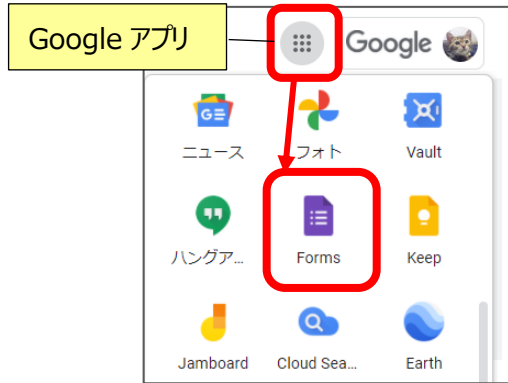 Google アプリ
Google
GE
ニュース
フォト
Vault
ハングア...
Forms
Keep
Jamboard
Cloud Sea...
Earth